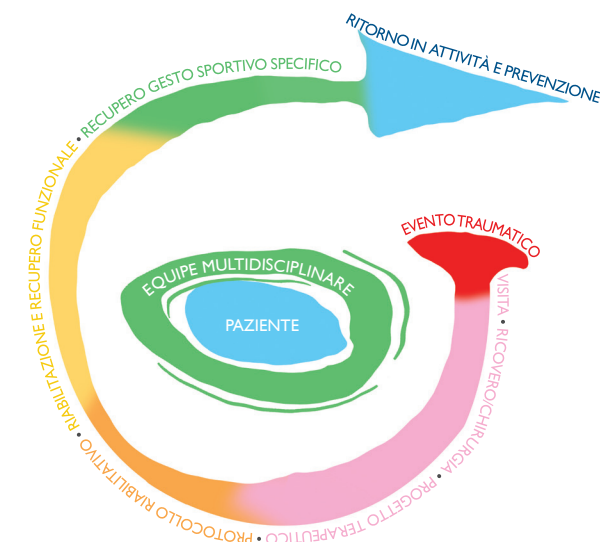 RITORNO IN ATTIVITÀ E PREVENZIONE
RECUPERO GESTO SPORTIVO SPECIFICO
RIABILITAZIONE E RECUPERO FUNZIONALE •
PROTOCOLLO RIABILITATIVO •
VISITA • RICOVERO/CHIRURGIA • PROGETTO TERAPEUTICO •
EVENTO TRAUMATICO
EQUIPE MULTIDISCIPLINARE
PAZIENTE